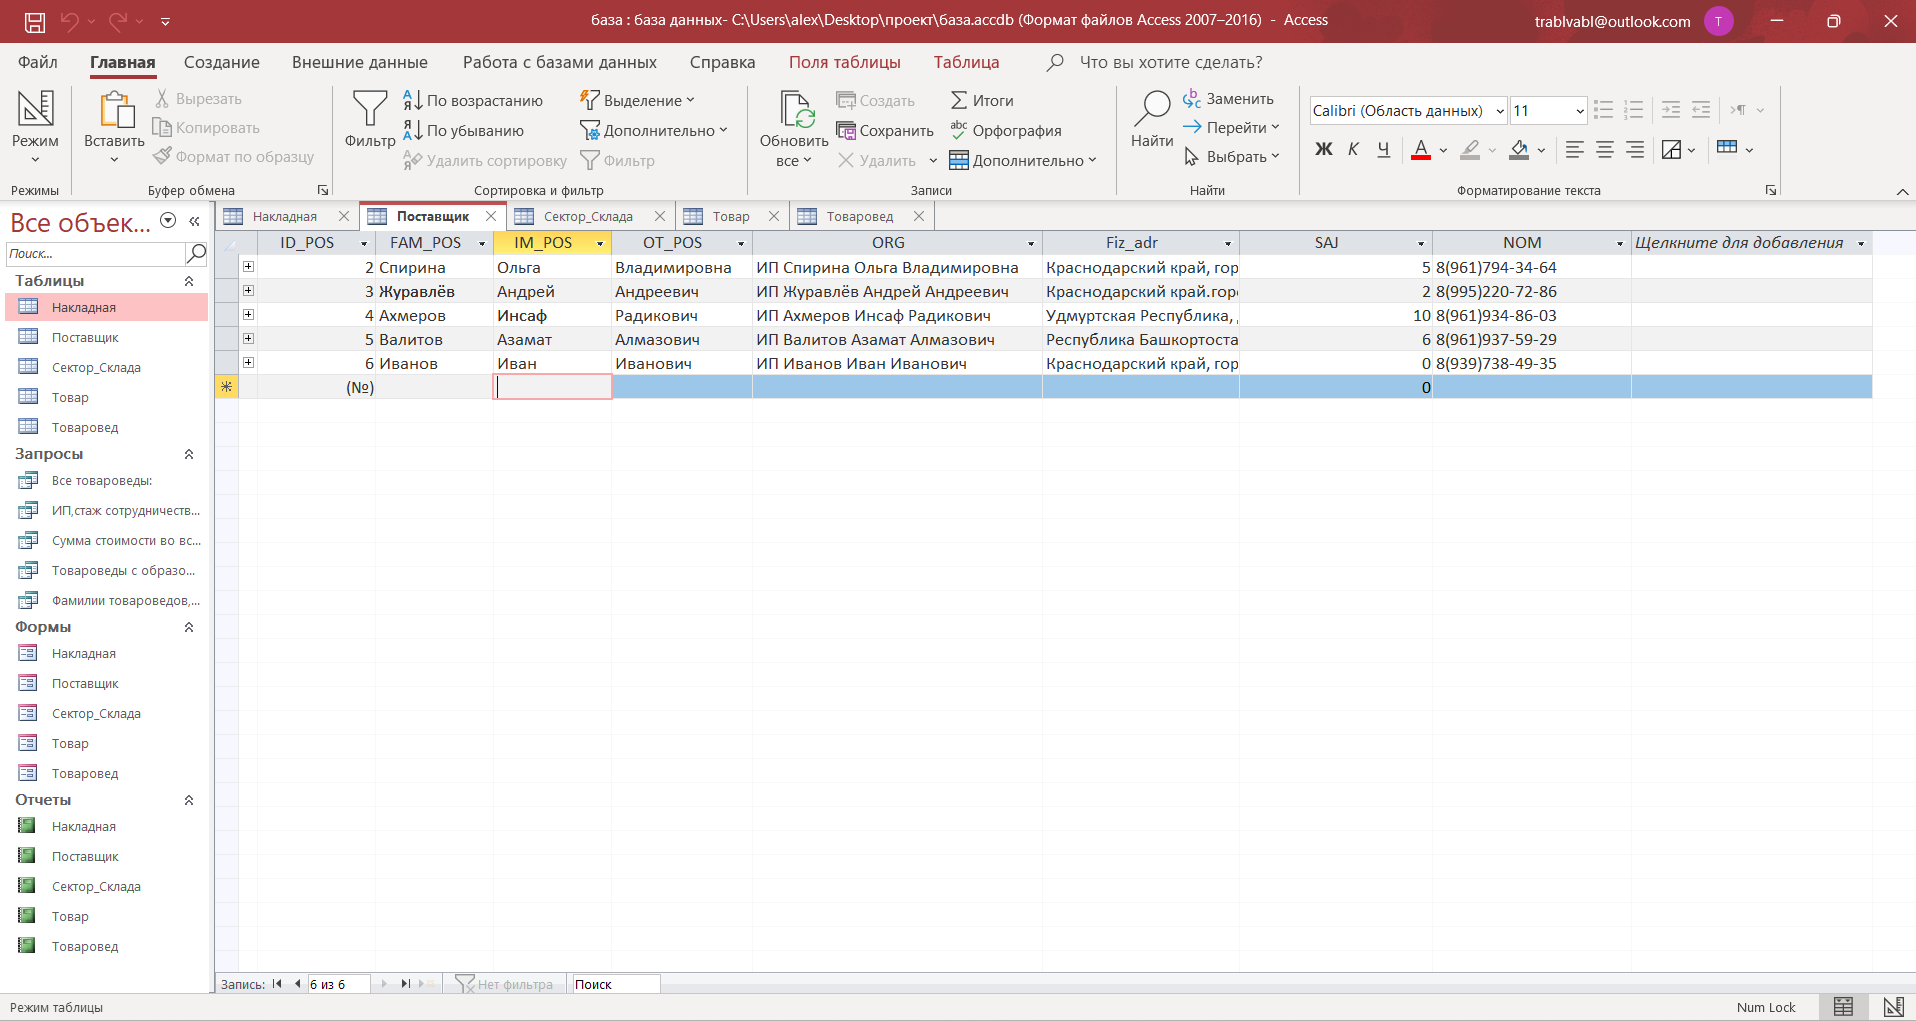 база : база данных- C:\Users\alex\Desktop\проект\база.accdb (Формат файлов Access 2007–2016) - Access
trablvabl@outlook.com T
Файл Главная Создание Внешние данные Работа с базами данных Справка Поля таблицы Таблица Что вы хотите сделать?
Режим
Режимы
Вставить
Вырезать
Копировать
Формат по образцу
Буфер обмена
Фильтр
По возрастанию
По убыванию
Удалить сортировку
Выделение
Дополнительно
Фильтр
Сортировка и фильтр
Обновить
все
Создать
Сохранить
Удалить
Итоги
Орфография
Дополнительно
Записи
Найти
Заменить
Перейти
Выбрать
Найти
Calibri (Область данных) 11
Ж К Ч А
Форматирование текста
Все объек...
Поиск...
Таблицы
Накладная
Поставщик
Сектор_Склада
Товар
Товаровед
Запросы
Все товароведы:
ИП,стаж сотрудничеств...
Сумма стоимости во вс...
Товароведы с образо...
Фамилии товароведов,...
Формы
Накладная
Поставщик
Сектор_Склада
Товар
Товаровед
Отчеты
Накладная
Поставщик
Сектор_Склада
Товар
Товаровед
Накладная Поставщик Сектор_Склада Товар Товаровед
ID_POS FAM_POS IM_POS OT_POS ORG Fiz_adr SAJ NOM Щелкните для добавления
2 Спирина Ольга Владимировна ИП Спирина Ольга Владимировна Краснодарский край, гор 5 8(961)794-34-64
3 Журавлёв Андрей Андреевич ИП Журавлёв Андрей Андреевич Краснодарский край.горо 2 8(995)220-72-86
4 Ахмеров Инсаф Радикович ИП Ахмеров Инсаф Радикович Удмуртская Республика, 10 8(961)934-86-03
5 Валитов Азамат Алмазович ИП Валитов Азамат Алмазович Республика Башкортоста 6 8(961)937-59-29
6 Иванов Иван Иванович ИП Иванов Иван Иванович Краснодарский край, гор 0 8(939)738-49-35
(№) 0
Запись: 6 из 6 Нет фильтра Поиск
Режим таблицы
Num Lock